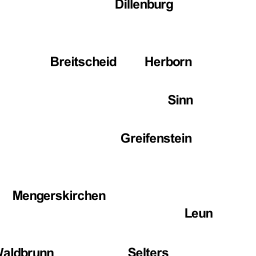 Dillenburg
Breitscheid Herborn
Sinn
Greifenstein
Mengerskirchen
Leun
Waldbrunn Selters